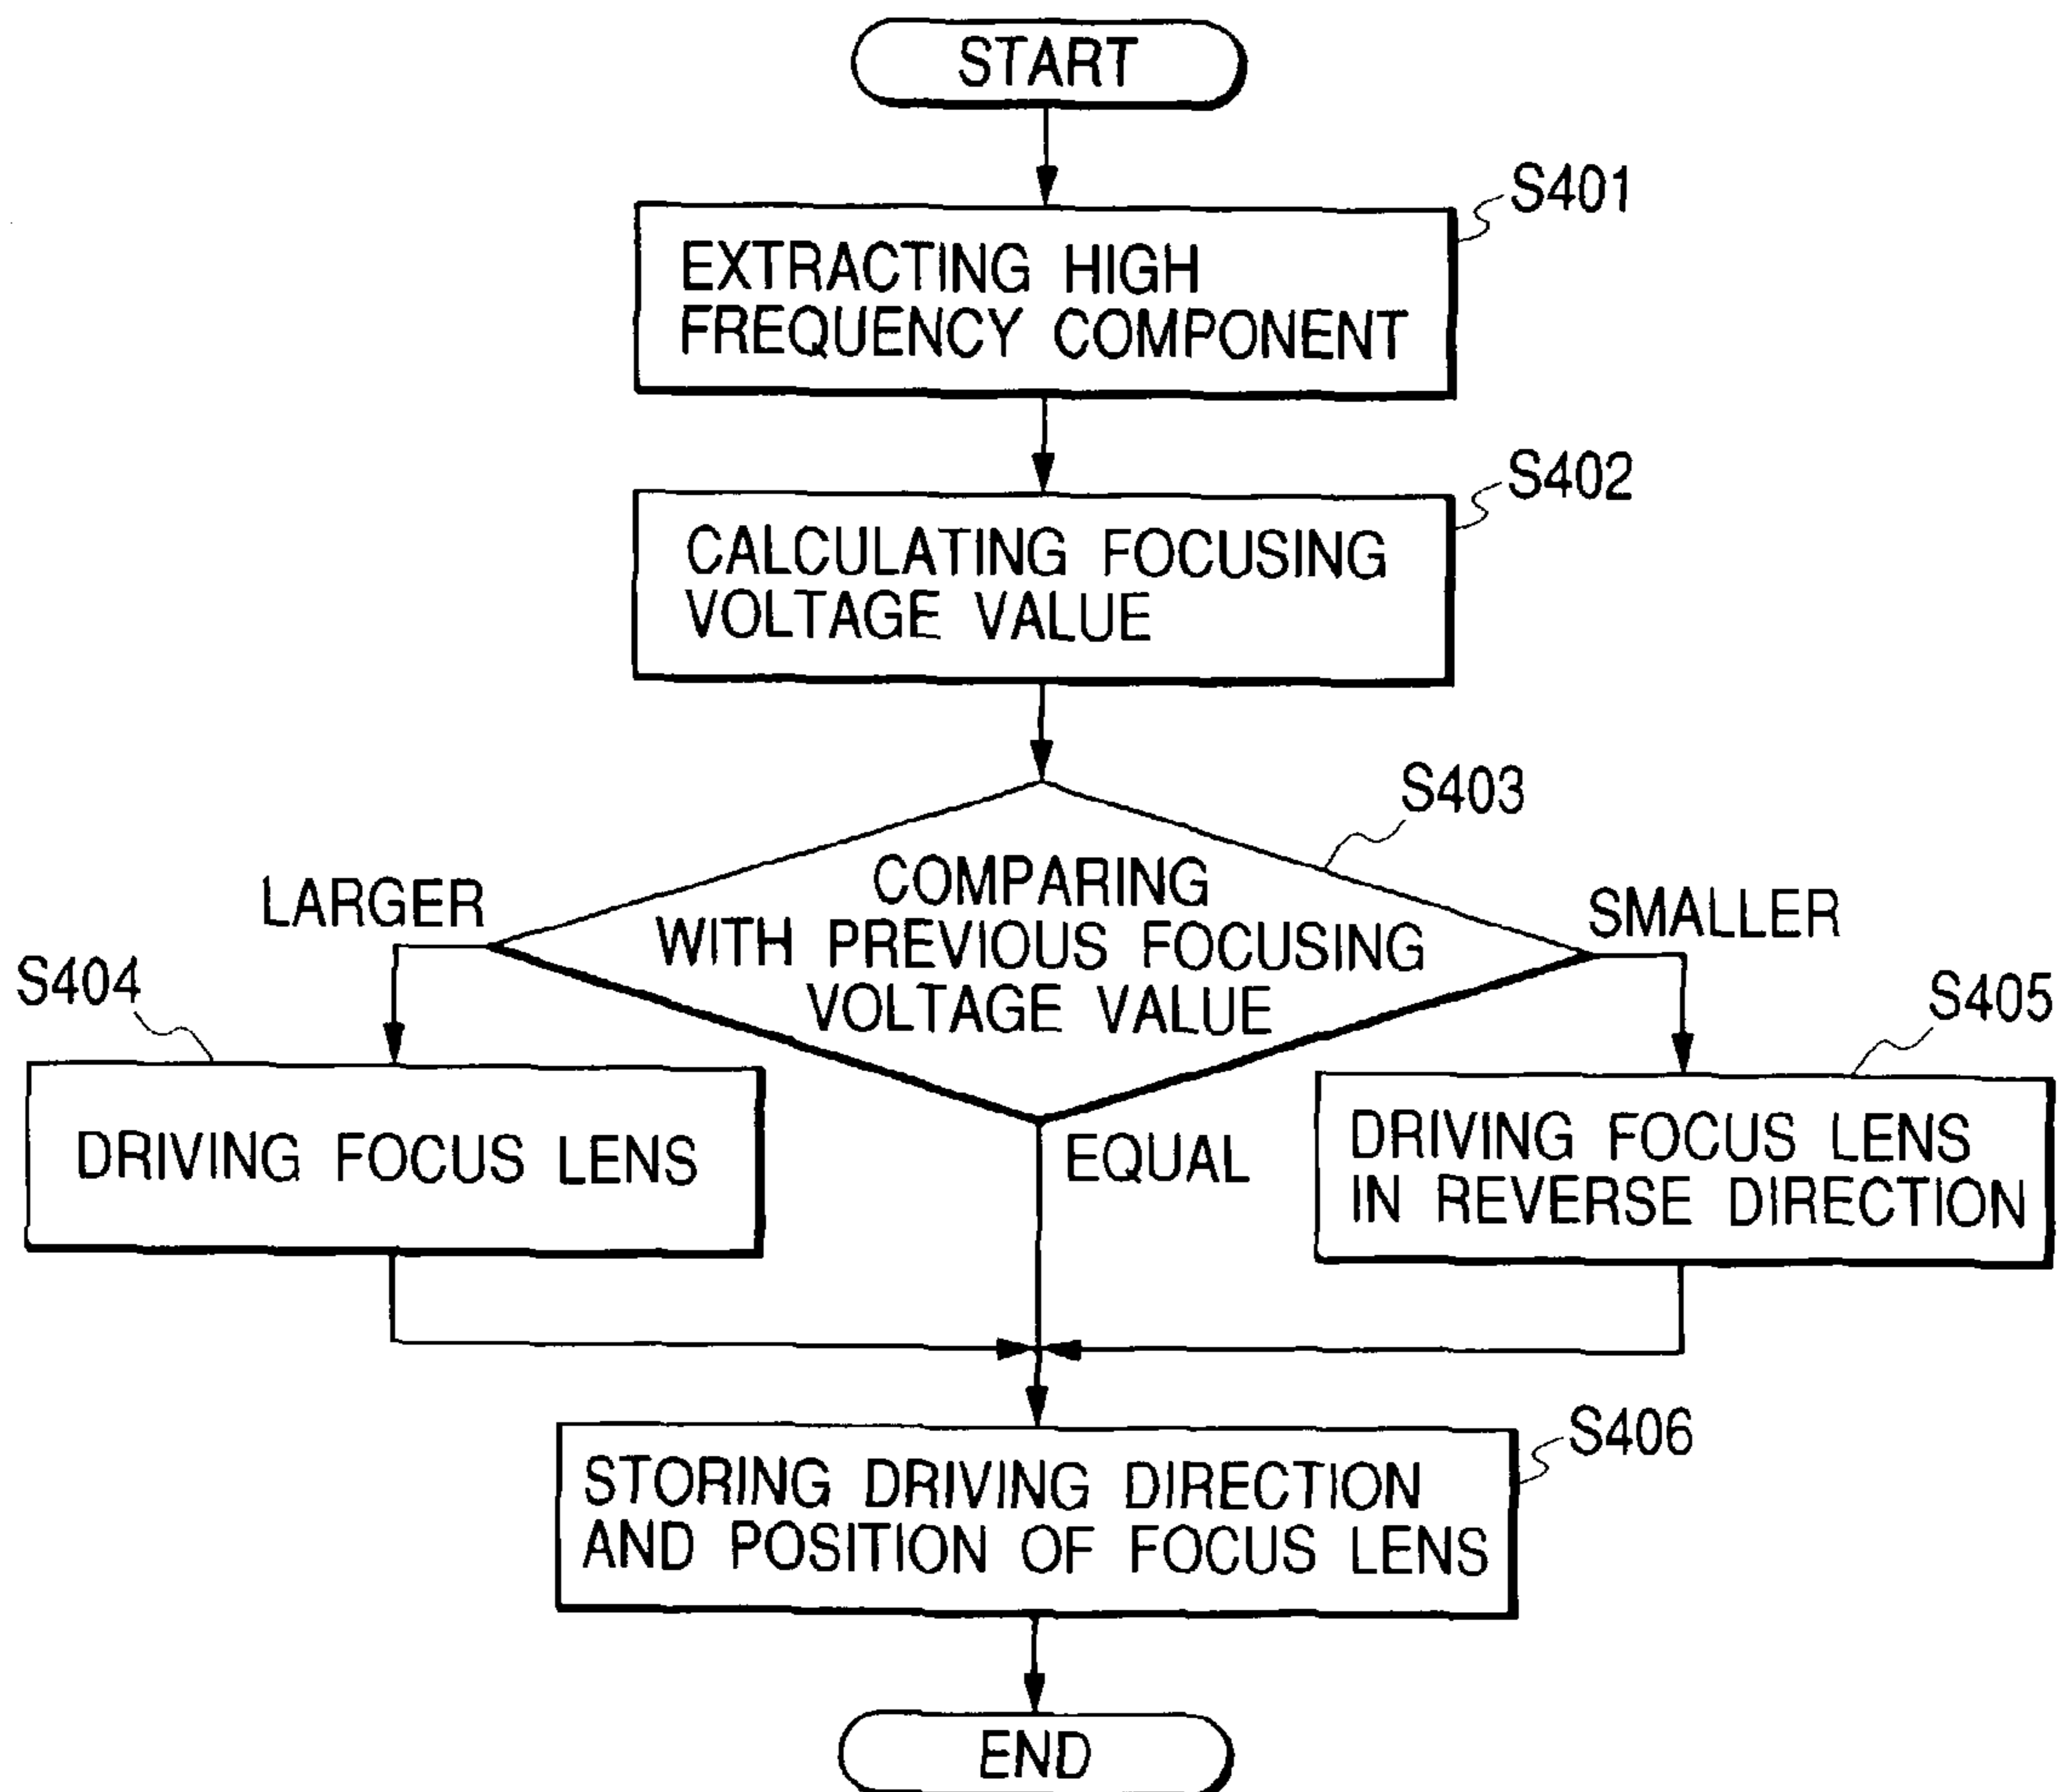 START
S401
EXTRACTING HIGH
FREQUENCY COMPONENT
S402
CALCULATING FOCUSING
VOLTAGE VALUE
S403
COMPARING
WITH PREVIOUS FOCUSING
VOLTAGE VALUE
LARGER
SMALLER
S404
S405
DRIVING FOCUS LENS
EQUAL
DRIVING FOCUS LENS
IN REVERSE DIRECTION
S406
STORING DRIVING DIRECTION
AND POSITION OF FOCUS LENS
END